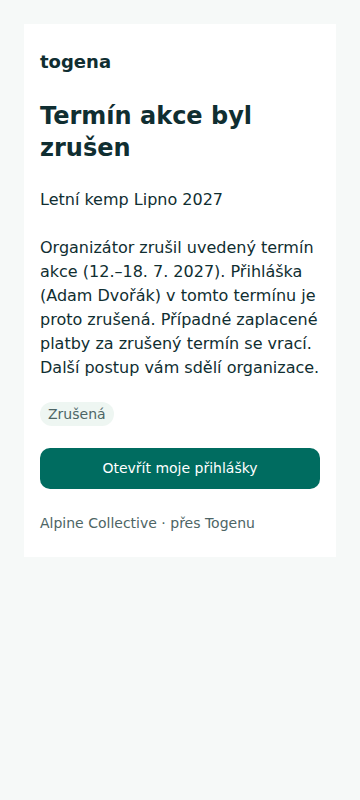 togena
Termín akce byl
zrušen
Letní kemp Lipno 2027
Organizátor zrušil uvedený termín
akce (12.–18. 7. 2027). Přihláška
(Adam Dvořák) v tomto termínu je
proto zrušená. Případné zaplacené
platby za zrušený termín se vrací.
Další postup vám sdělí organizace.
Zrušená
Otevřít moje přihlášky
Alpine Collective · přes Togenu